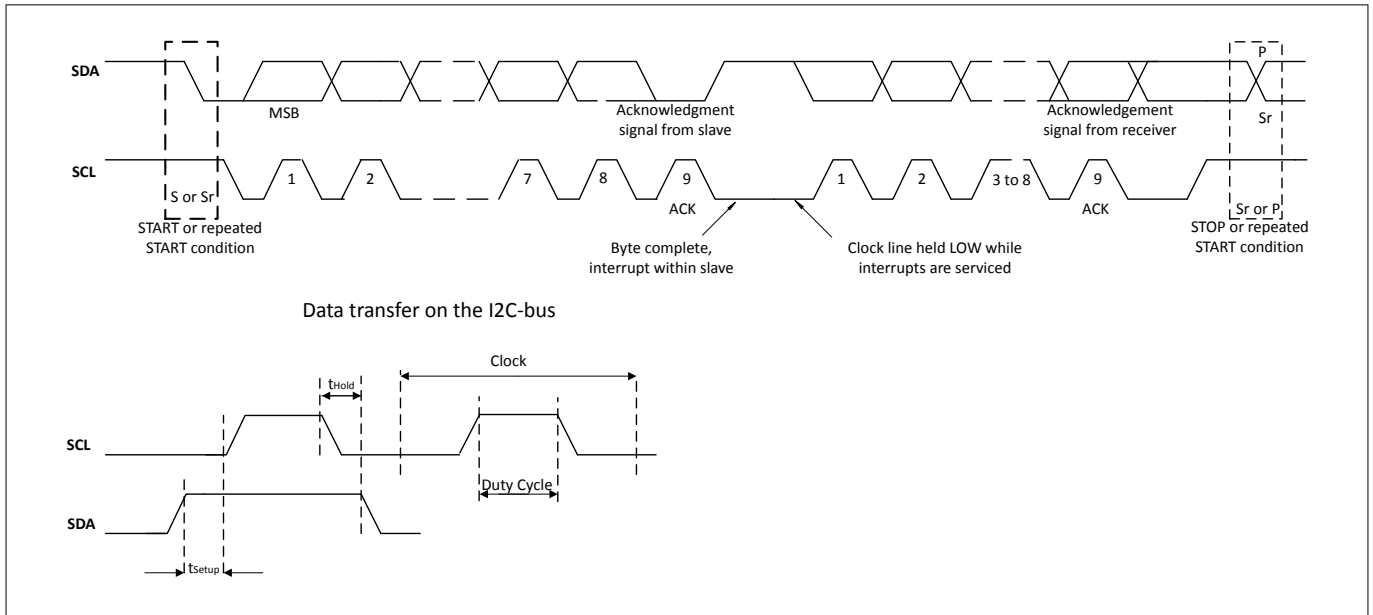 P
SDA
MSB
Acknowledgment
signal from slave
Acknowledgement
signal from receiver
Sr
SCL
1
2
7
8
9
1
2
3 to 8
9
S or Sr
ACK
ACK
Sr or P
START or repeated
START condition
Byte complete,
interrupt within slave
Clock line held LOW while
interrupts are serviced
STOP or repeated
START condition
Data transfer on the I2C-bus
Clock
tHold
SCL
Duty Cycle
SDA
tSetup